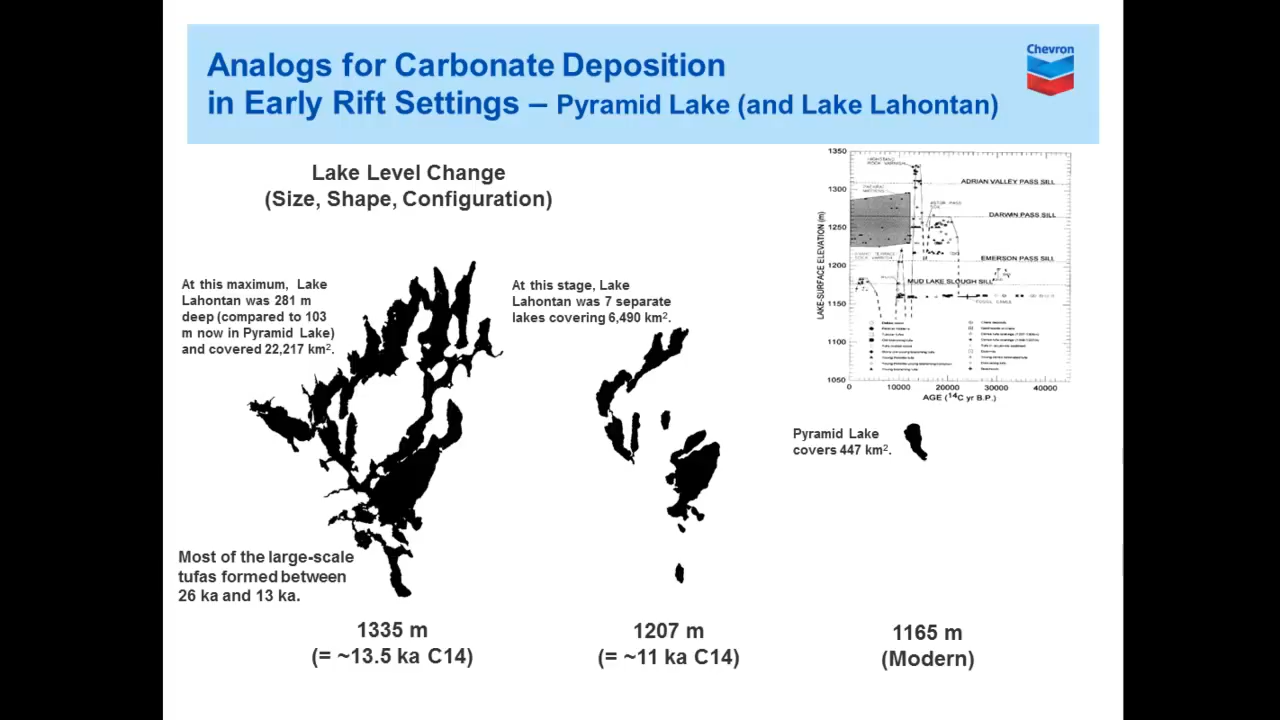 Analogs for Carbonate Deposition
in Early Rift Settings – Pyramid Lake (and Lake Lahontan)
Chevron
Lake Level Change
(Size, Shape, Configuration)
At this maximum, Lake
Lahontan was 281 m
deep (compared to 103
m now in Pyramid Lake)
and covered 22,217 km².
At this stage, Lake
Lahontan was 7 separate
lakes covering 6,490 km².
1350
1300
1250
1200
1150
1100
1050
LAKE-SURFACE ELEVATION (m)
ADRIAN VALLEY PASS SILL
DARWIN PASS SILL
EMERSON PASS SILL
MUD LAKE SLOUGH SILL
0
10000
20000
30000
40000
AGE (¹⁴C yr B.P.)
Pyramid Lake
covers 447 km².
Most of the large-scale
tufas formed between
26 ka and 13 ka.
1335 m
(= ~13.5 ka C14)
1207 m
(= ~11 ka C14)
1165 m
(Modern)